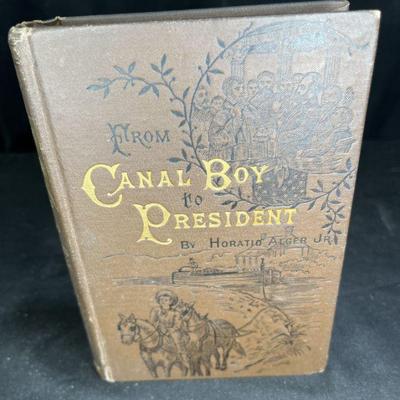 FROM
CANAL BOY
to
PRESIDENT
BY HORATIO ALGER JR.